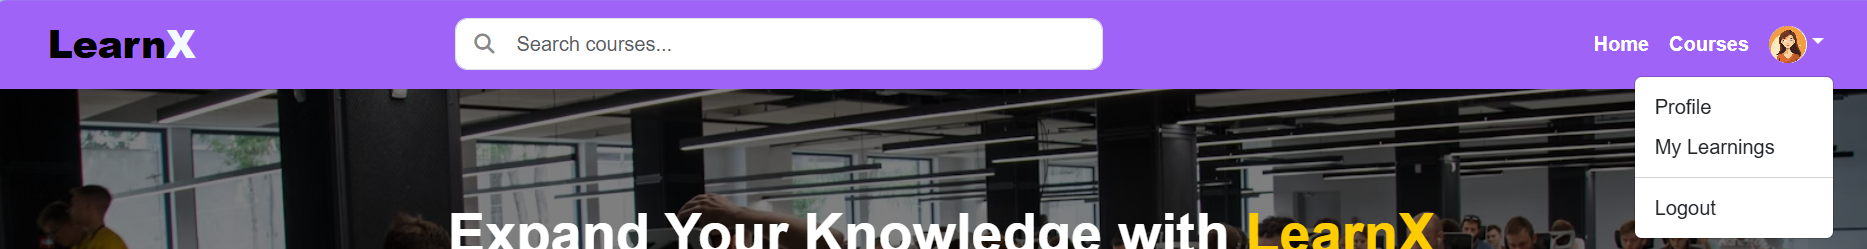 LearnX
Search courses...
Home
Courses
Profile
My Learnings
Logout
Expand Your Knowledge with LearnX